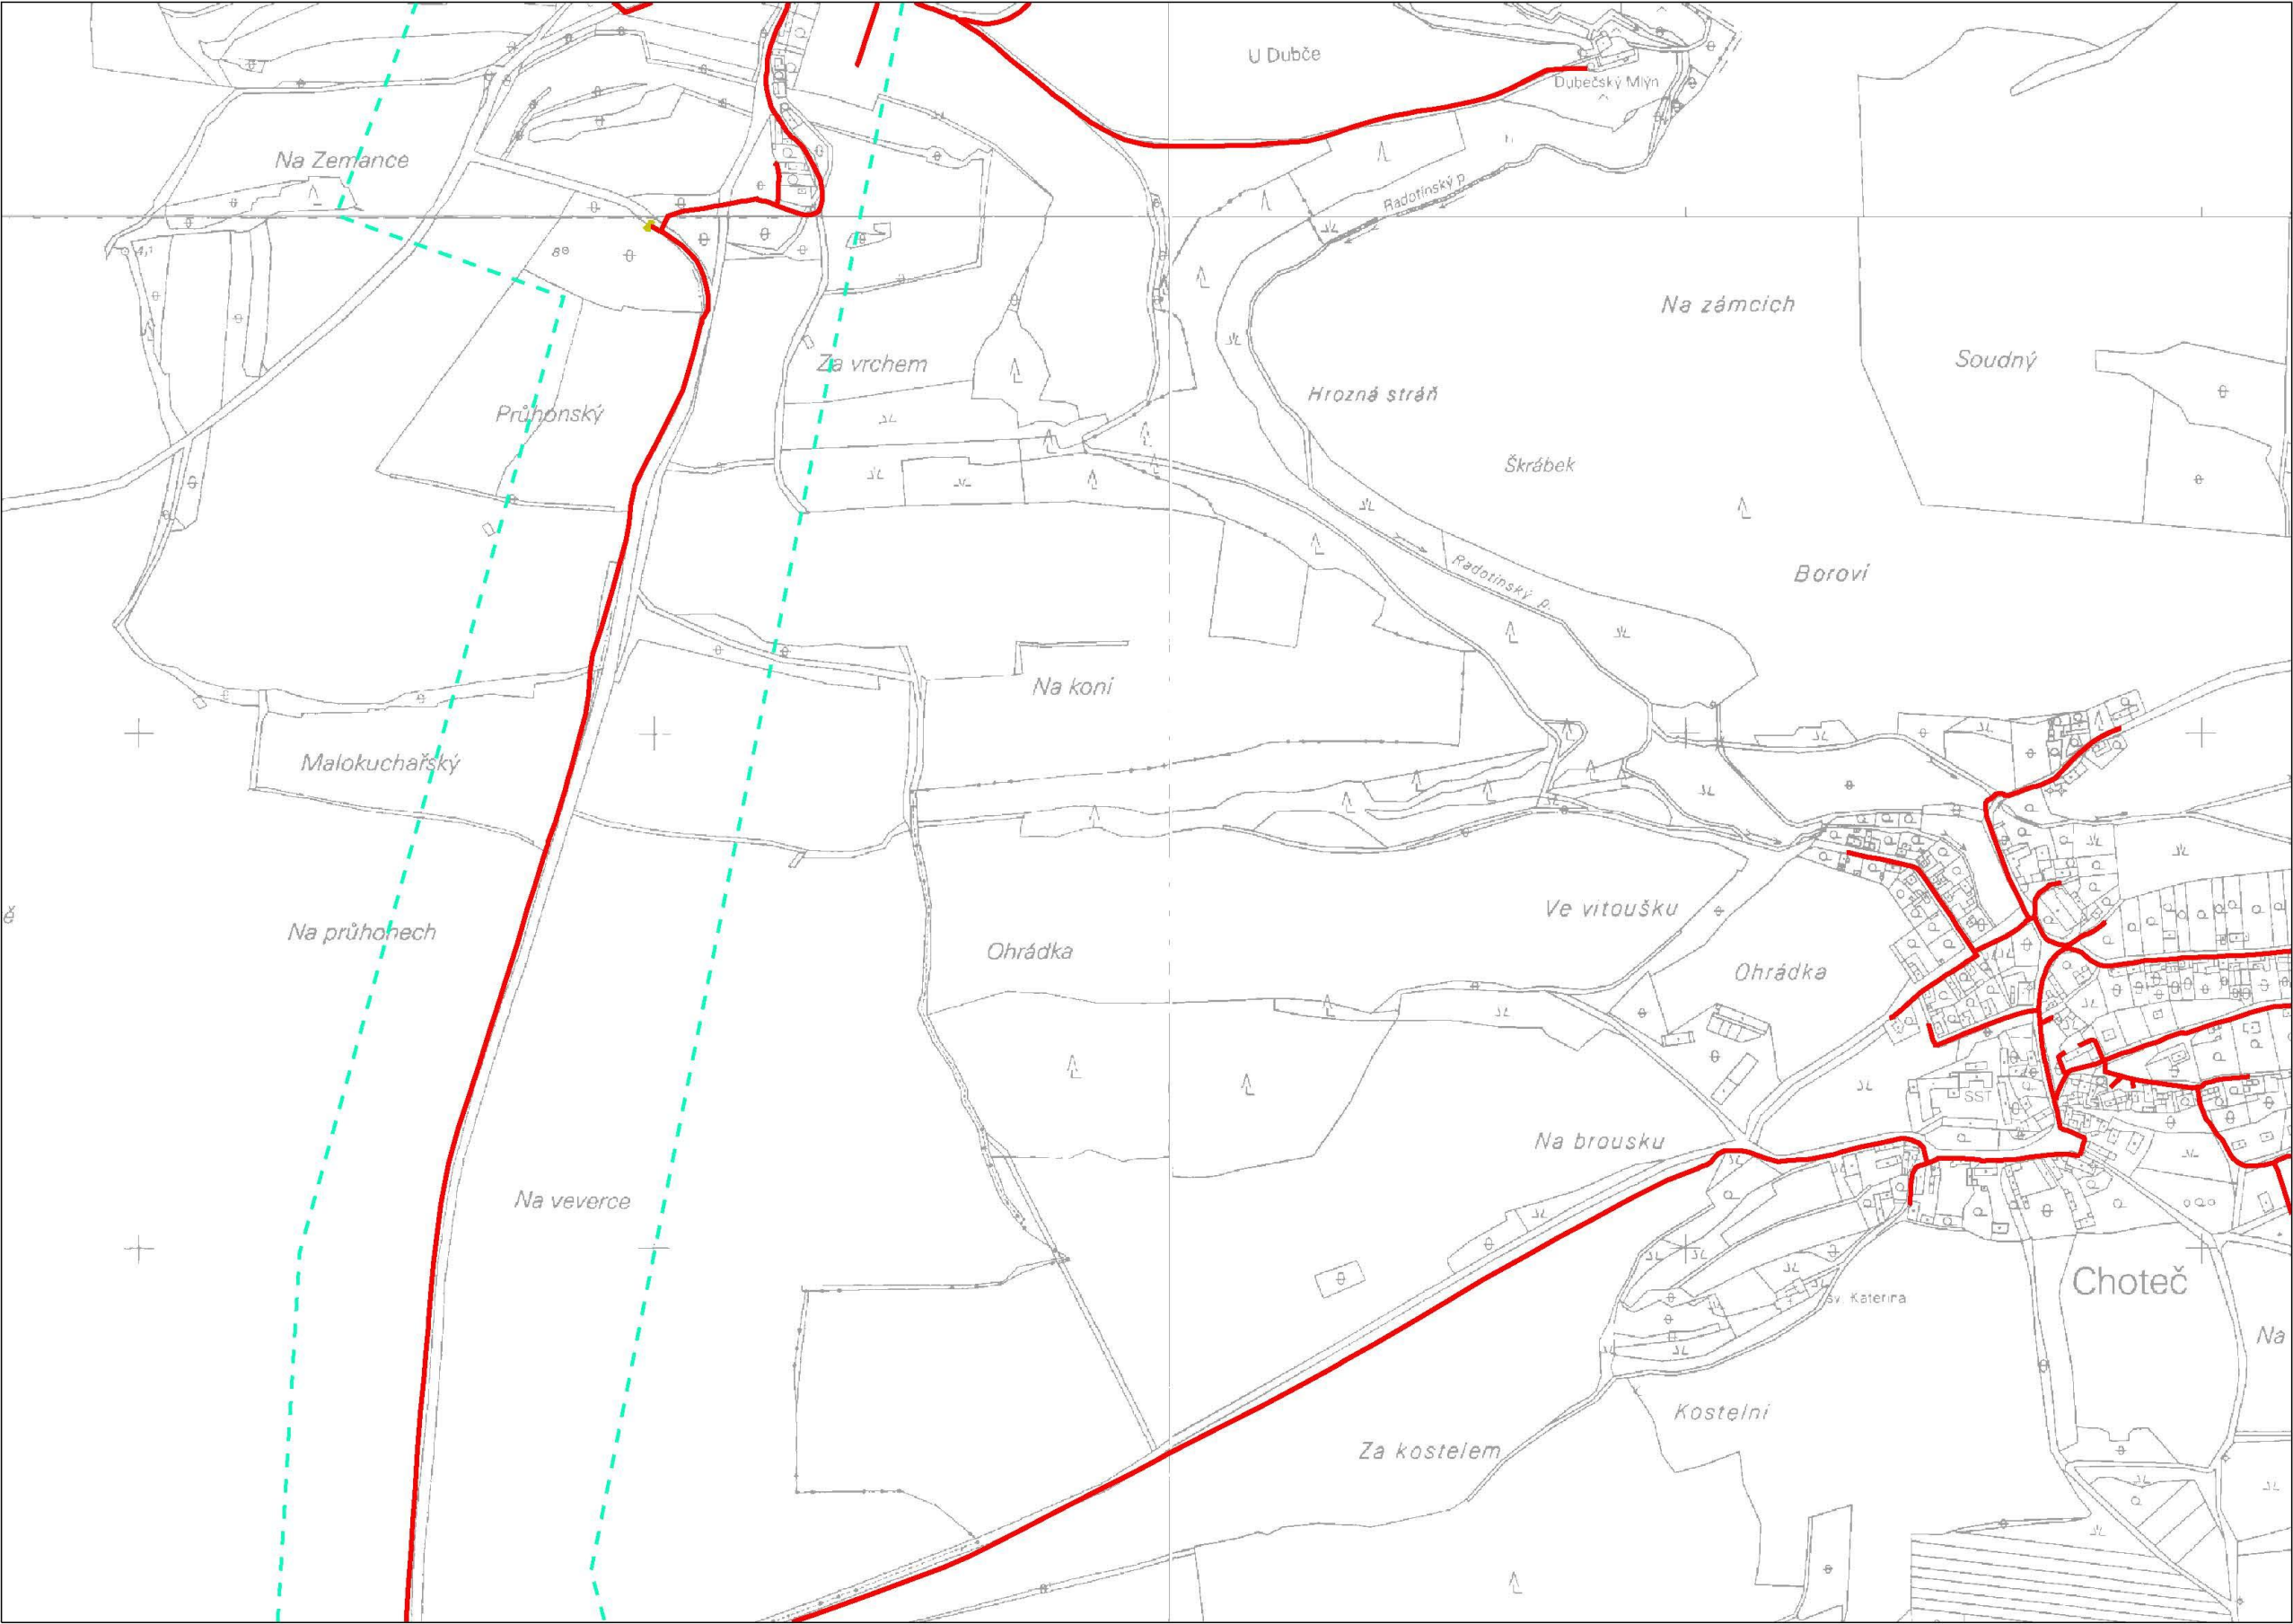 U Dubče
Dubečský Mlýn
Na Zemance
Radotínský p.
Na zámcích
Soudný
Za vrchem
Hrozná stráň
Průhonský
Škrábek
Radotínský p.
Boroví
Na koni
Malokuchařský
Ve vitoušku
Na průhonech
Ohrádka
Ohrádka
SST
Na brousku
Na veverce
Choteč
sv. Kateřina
Na
Kostelní
Za kostelem